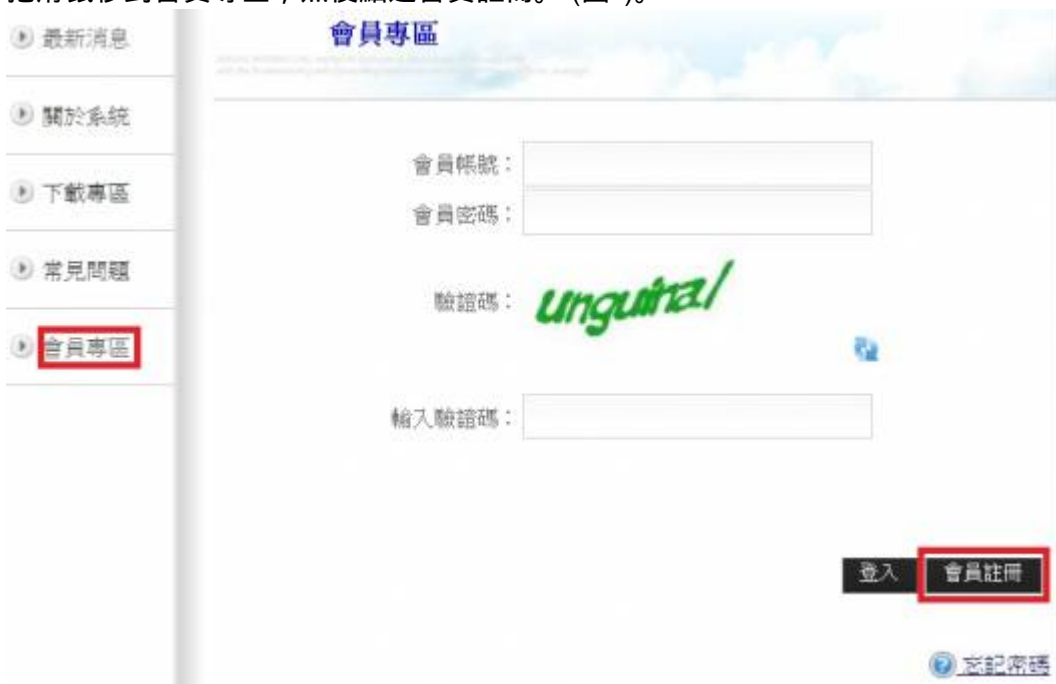 會員專區
最新消息
關於系統
下載專區
常見問題
會員專區
會員帳號：
會員密碼：
驗證碼：
unguinal
輸入驗證碼：
登入
會員註冊
忘記密碼